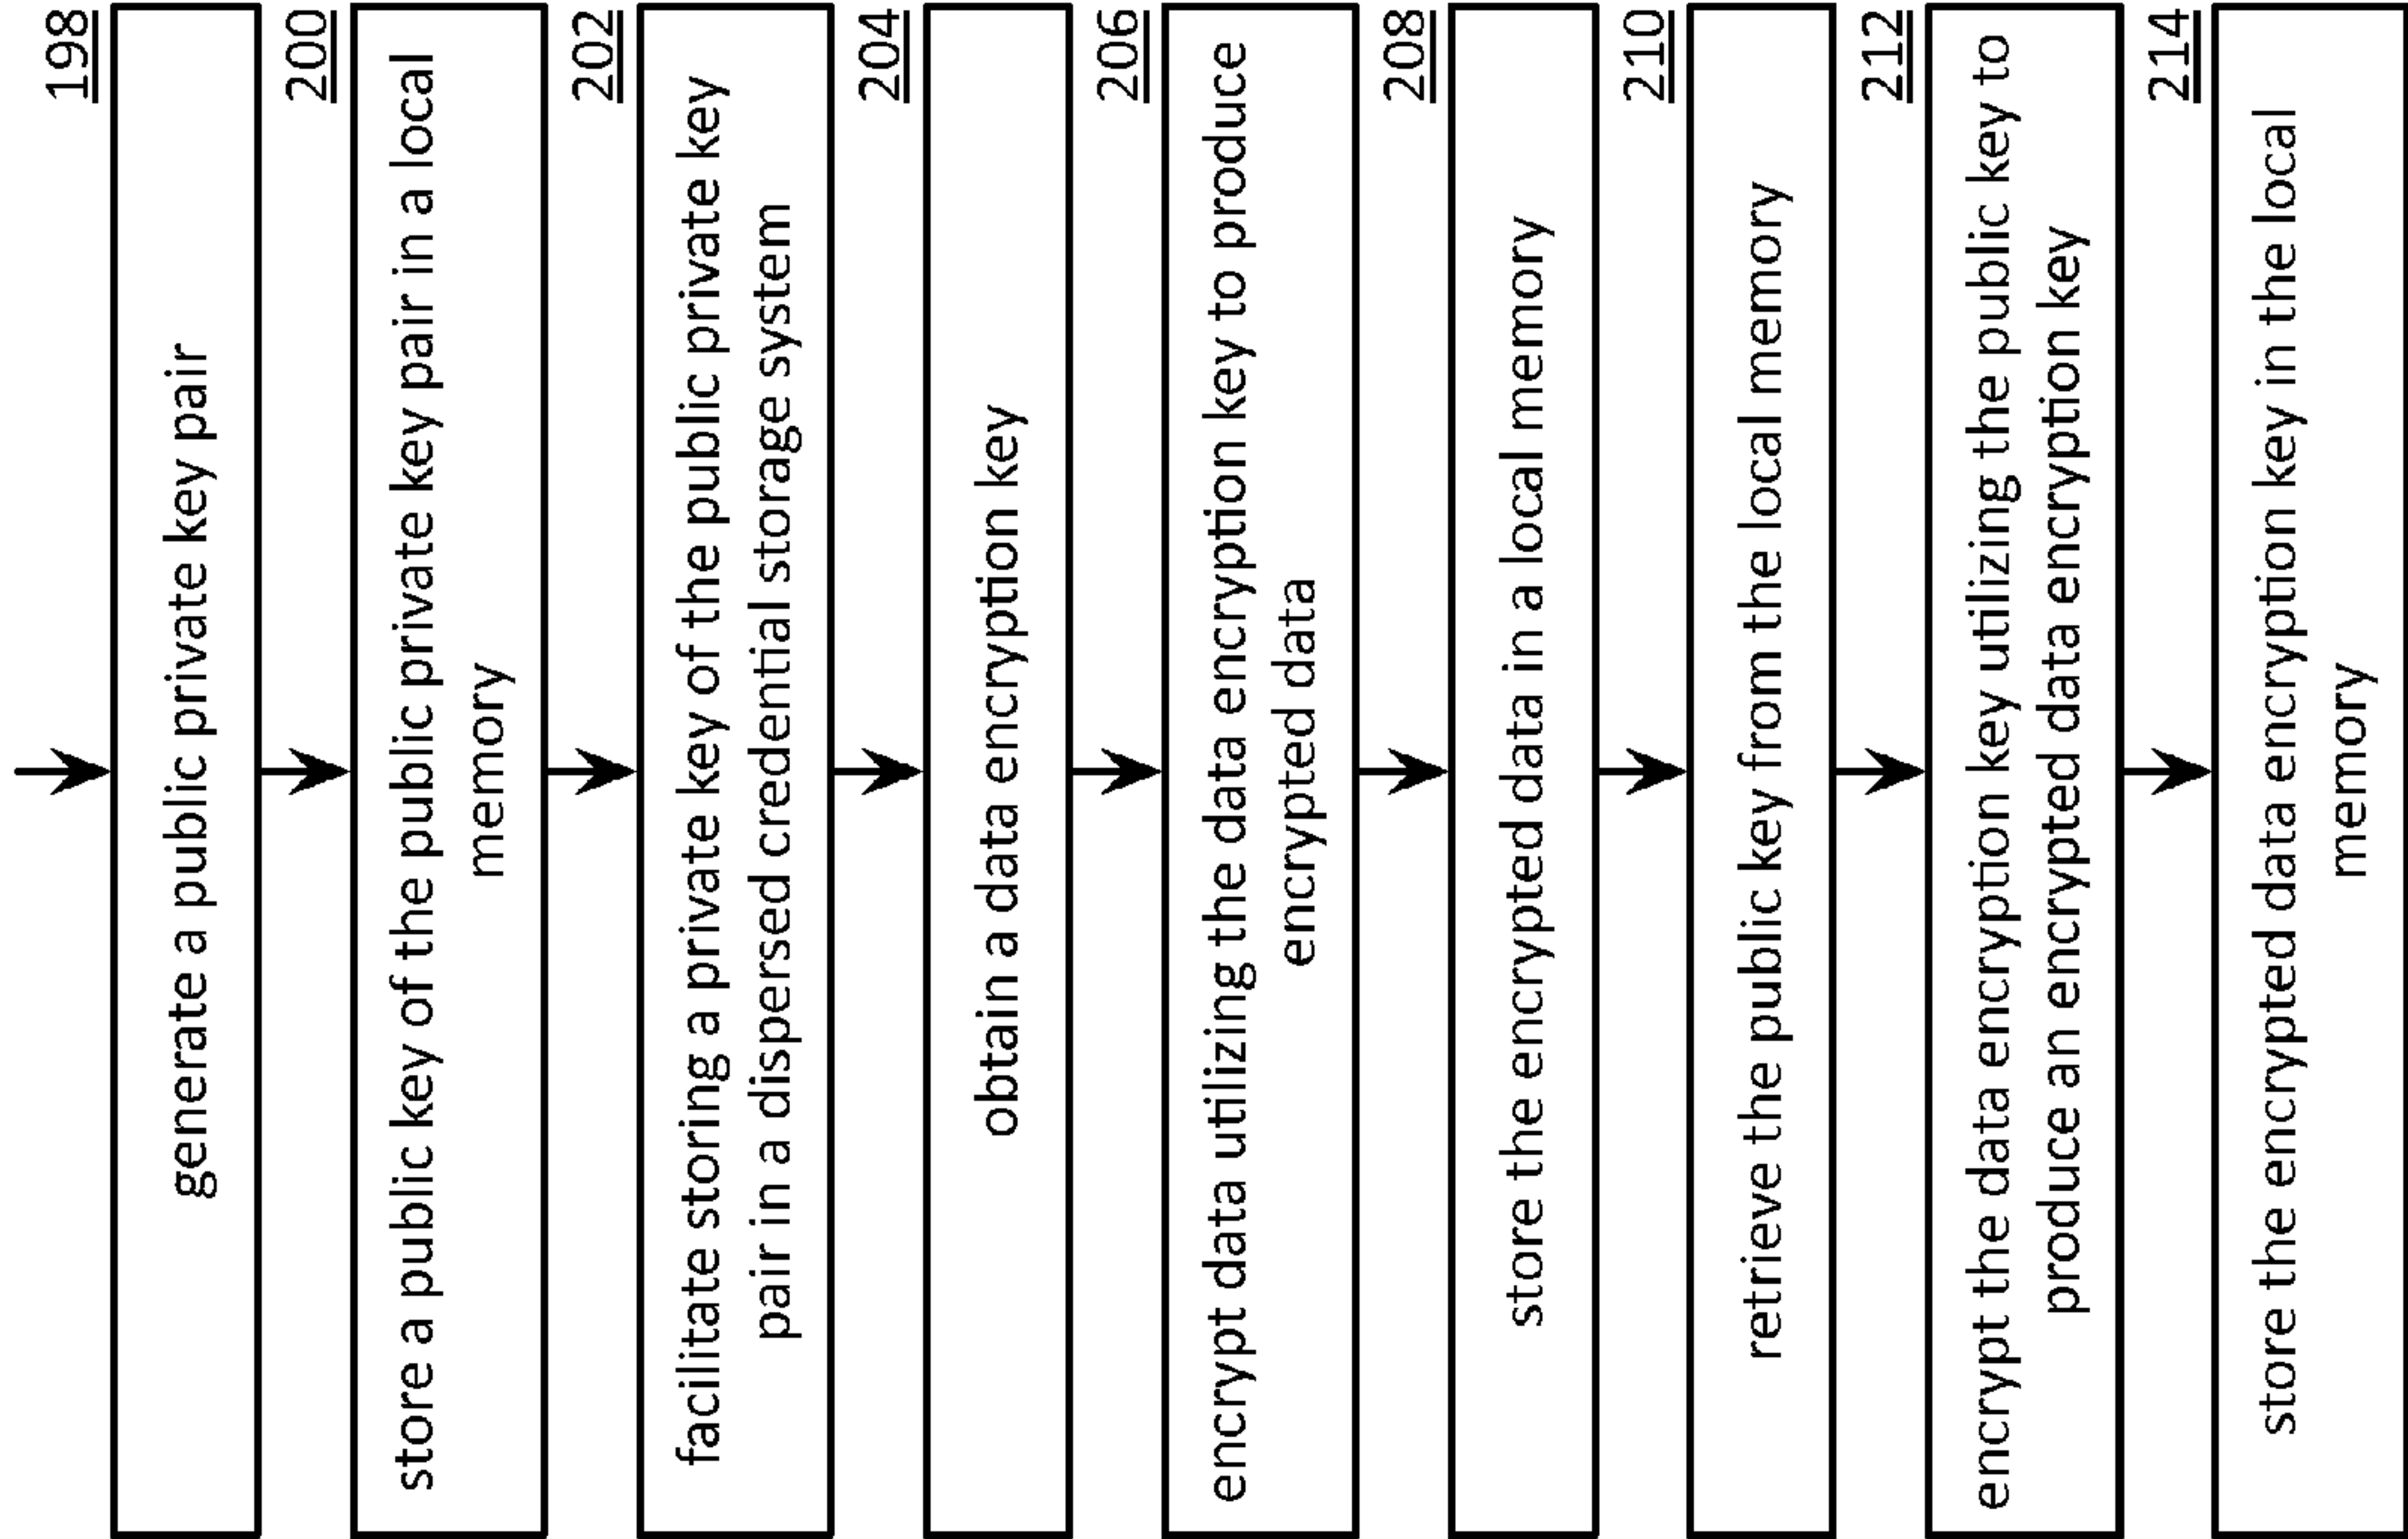 198
generate a public private key pair
200
store a public key of the public private key pair in a local
memory
202
facilitate storing a private key of the public private key
pair in a dispersed credential storage system
204
obtain a data encryption key
206
encrypt data utilizing the data encryption key to produce
encrypted data
208
store the encrypted data in a local memory
210
retrieve the public key from the local memory
212
encrypt the data encryption key utilizing the public key to
produce an encrypted data encryption key
214
store the encrypted data encryption key in the local
memory